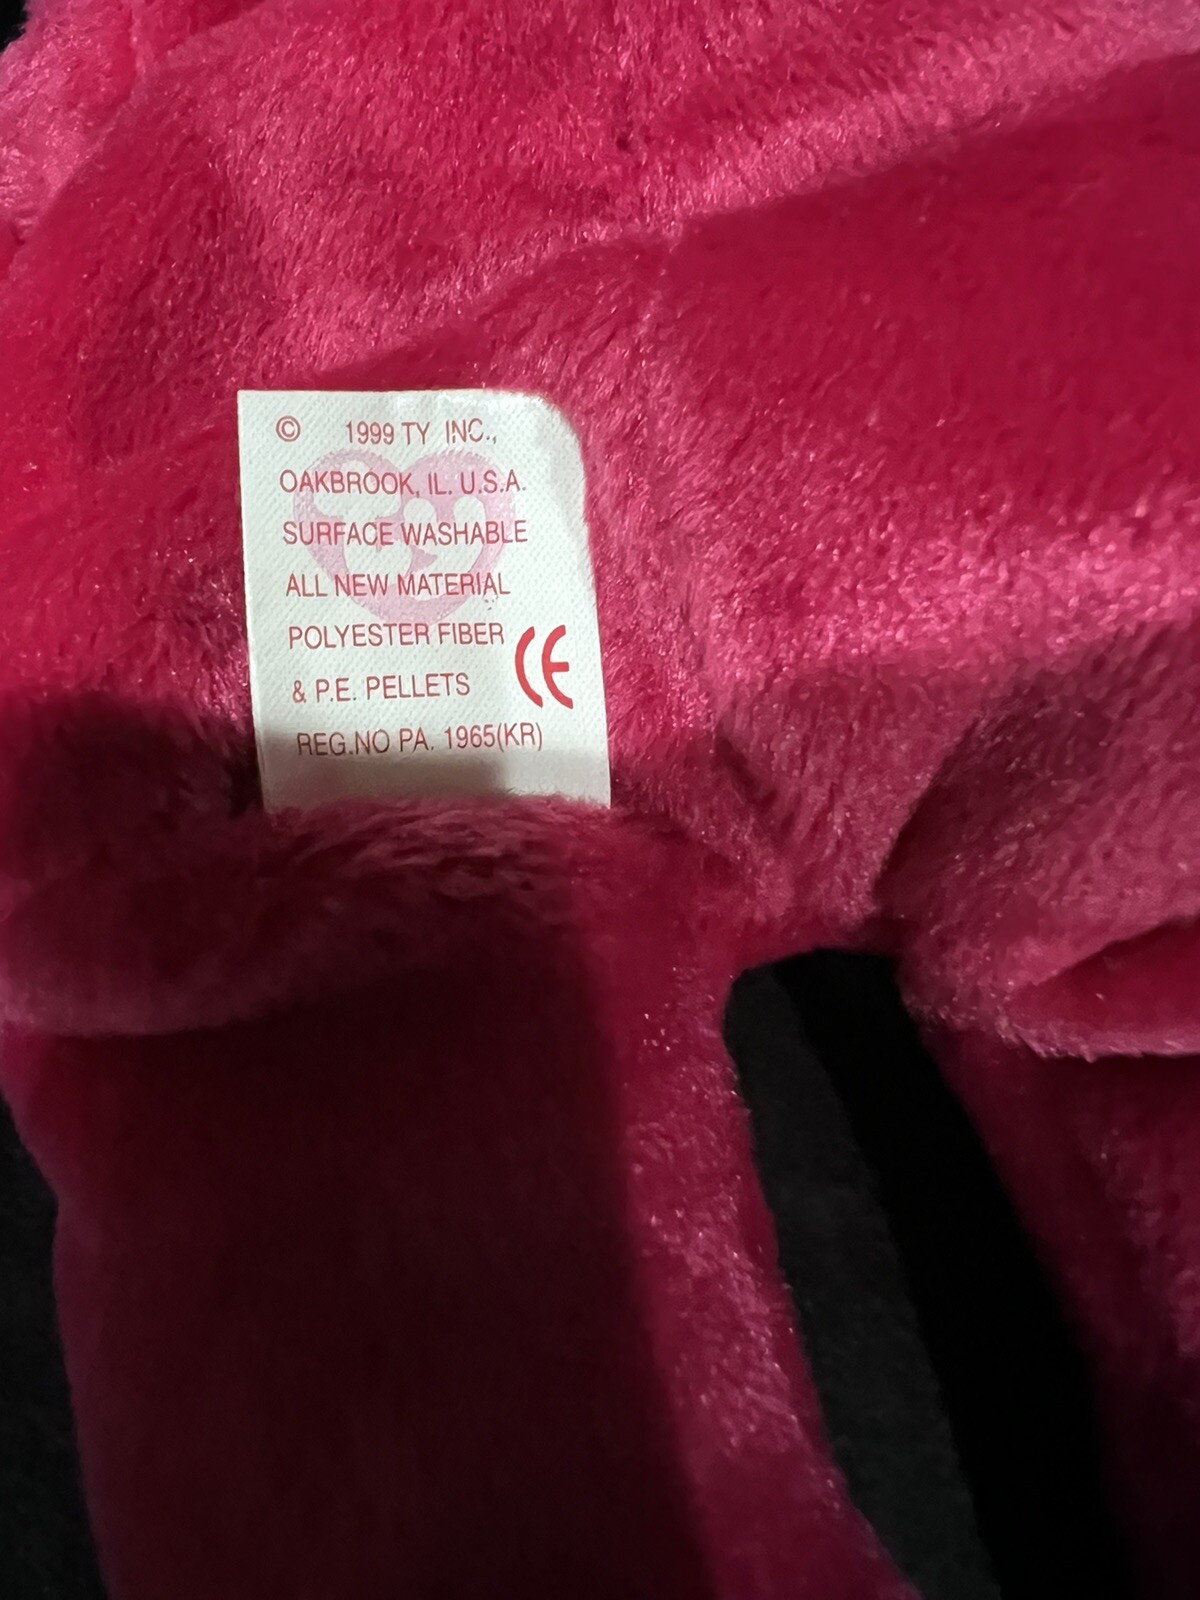 © 1999 TY INC.,
OAKBROOK, IL. U.S.A.
SURFACE WASHABLE
ALL NEW MATERIAL
POLYESTER FIBER
& P.E. PELLETS CE
REG.NO PA. 1965(KR)
ty